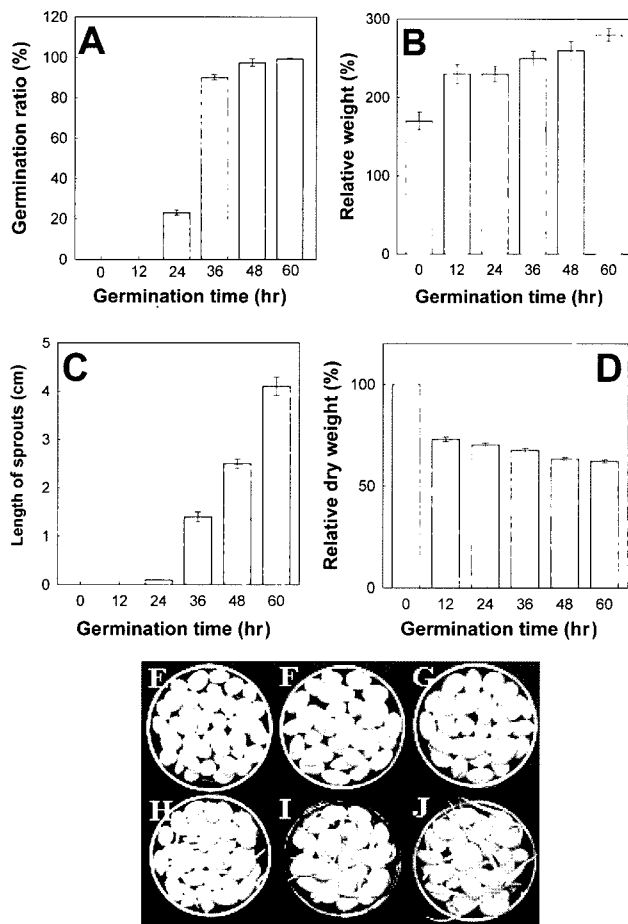 A
Germination ratio (%)
120
100
80
60
40
20
0
0 12 24 36 48 60
Germination time (hr)
B
Relative weight (%)
300
200
100
0
0 12 24 36 48 60
Germination time (hr)
C
Length of sprouts (cm)
5
4
3
2
1
0
0 12 24 36 48 60
Germination time (hr)
D
Relative dry weight (%)
100
50
0
0 12 24 36 48 60
Germination time (hr)
E F G
H I J